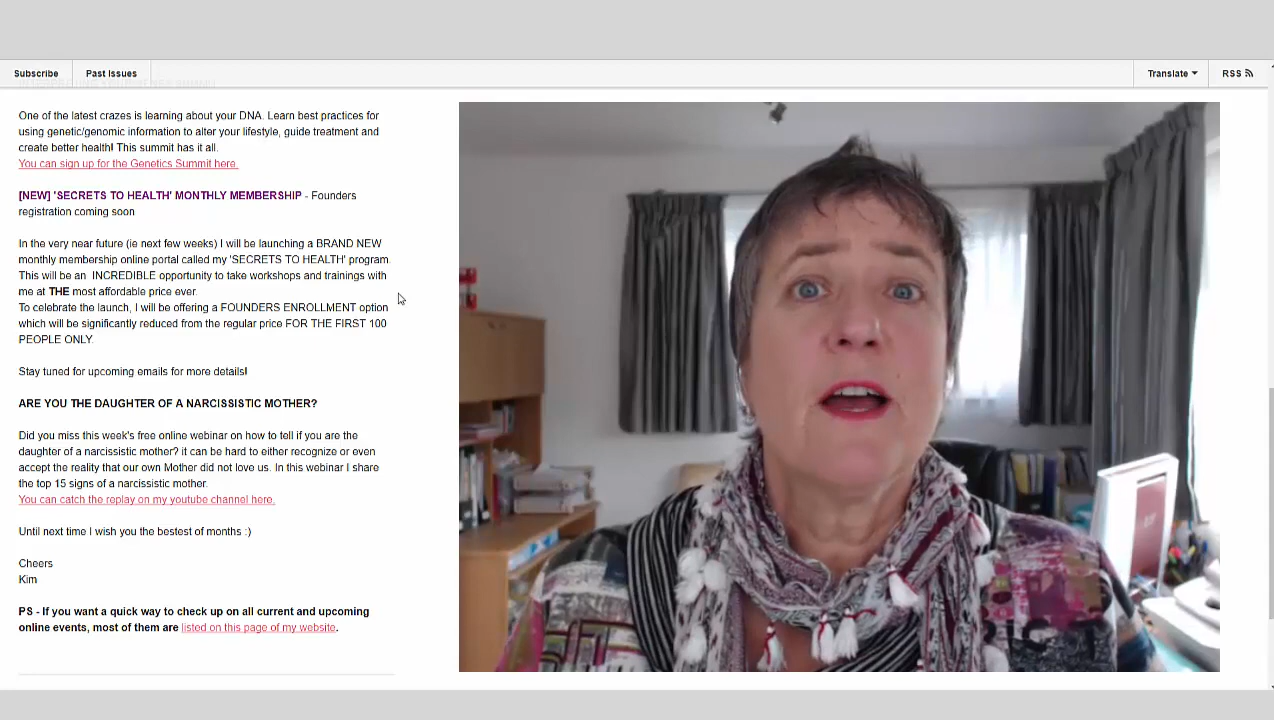 Subscribe
Past Issues
Translate
RSS
One of the latest crazes is learning about your DNA. Learn best practices for
using genetic/genomic information to alter your lifestyle, guide treatment and
create better health! This summit has it all.
You can sign up for the Genetics Summit here.
[NEW] 'SECRETS TO HEALTH' MONTHLY MEMBERSHIP - Founders
registration coming soon
In the very near future (ie next few weeks) I will be launching a BRAND NEW
monthly membership online portal called my 'SECRETS TO HEALTH' program.
This will be an INCREDIBLE opportunity to take workshops and trainings with
me at THE most affordable price ever.
To celebrate the launch, I will be offering a FOUNDERS ENROLLMENT option
which will be significantly reduced from the regular price FOR THE FIRST 100
PEOPLE ONLY.
Stay tuned for upcoming emails for more details!
ARE YOU THE DAUGHTER OF A NARCISSISTIC MOTHER?
Did you miss this week's free online webinar on how to tell if you are the
daughter of a narcissistic mother? it can be hard to either recognize or even
accept the reality that our own Mother did not love us. In this webinar I share
the top 15 signs of a narcissistic mother.
You can catch the replay on my youtube channel here.
Until next time I wish you the bestest of months :)
Cheers
Kim
PS - If you want a quick way to check up on all current and upcoming
online events, most of them are listed on this page of my website.